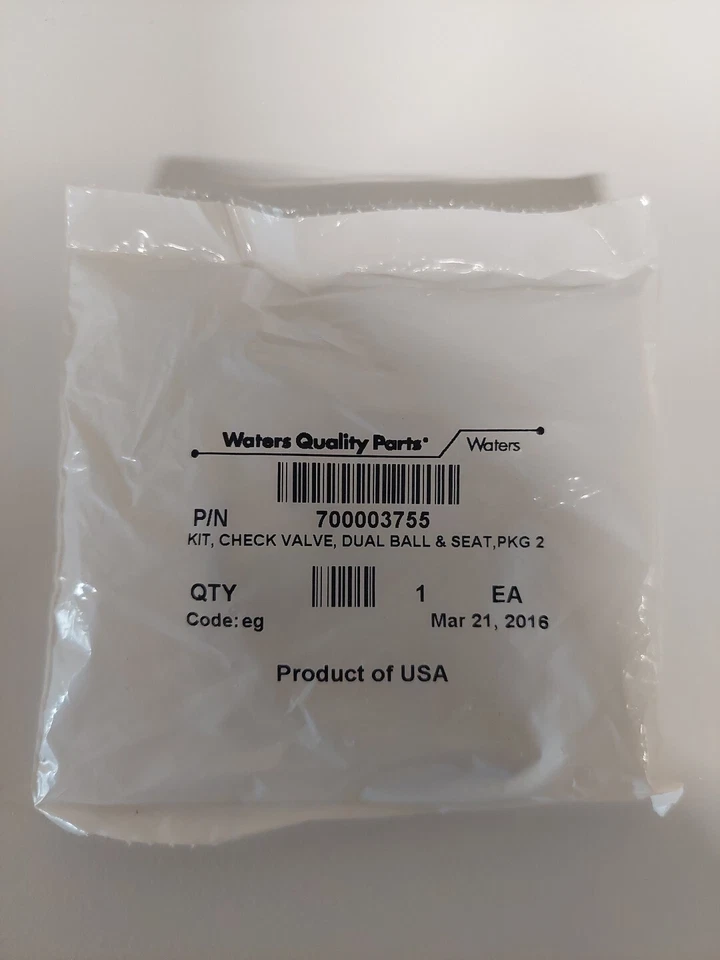 Waters Quality Parts® Waters
P/N 700003755
KIT, CHECK VALVE, DUAL BALL & SEAT,PKG 2
QTY 1 EA
Code: eg Mar 21, 2016
Product of USA